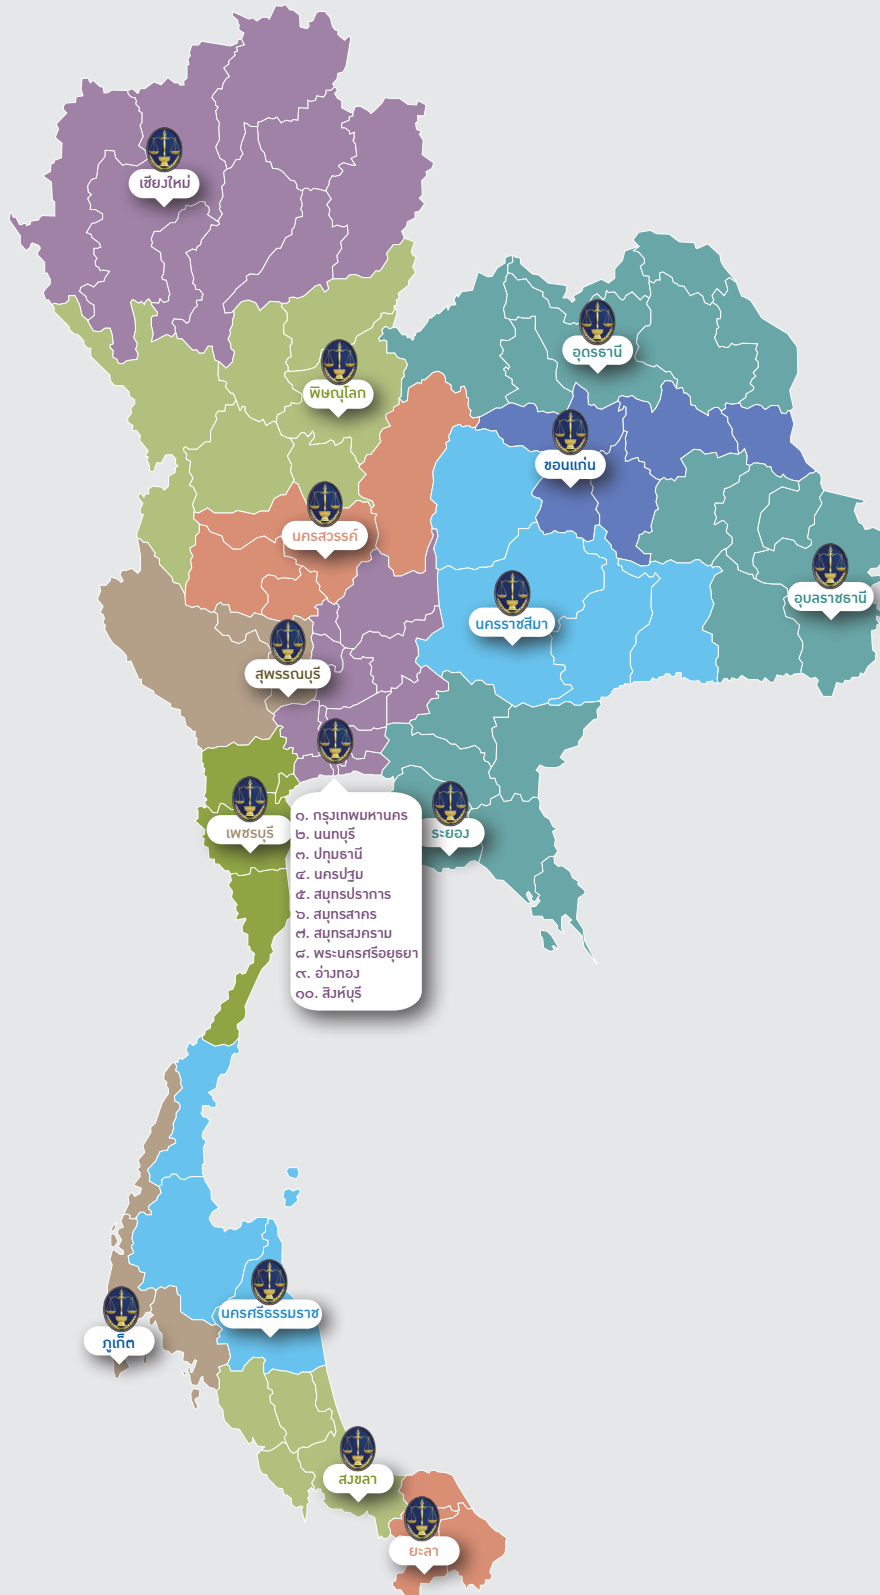 เชียงใหม่
อุดรธานี
พิษณุโลก
ขอนแก่น
นครสวรรค์
อุบลราชธานี
นครราชสีมา
สุพรรณบุรี
เพชรบุรี
ระยอง
๑. กรุงเทพมหานคร
๒. นนทบุรี
๓. ปทุมธานี
๔. นครปฐม
๕. สมุทรปราการ
๖. สมุทรสาคร
๗. สมุทรสงคราม
๘. พระนครศรีอยุธยา
๙. อ่างทอง
๑๐. สิงห์บุรี
นครศรีธรรมราช
ภูเก็ต
สงขลา
ยะลา